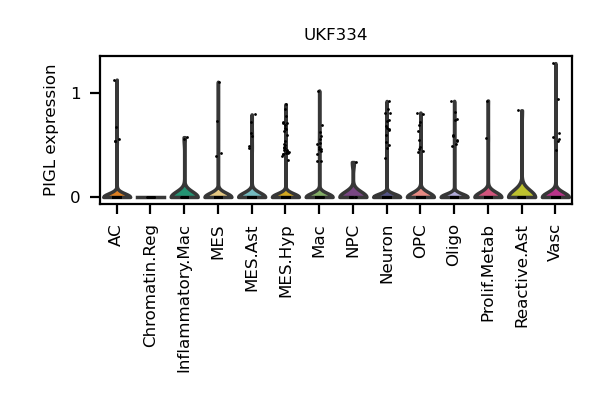 UKF334
PIGL expression
1
0
AC
Chromatin.Reg
Inflammatory.Mac
MES
MES.Ast
MES.Hyp
Mac
NPC
Neuron
OPC
Oligo
Prolif.Metab
Reactive.Ast
Vasc